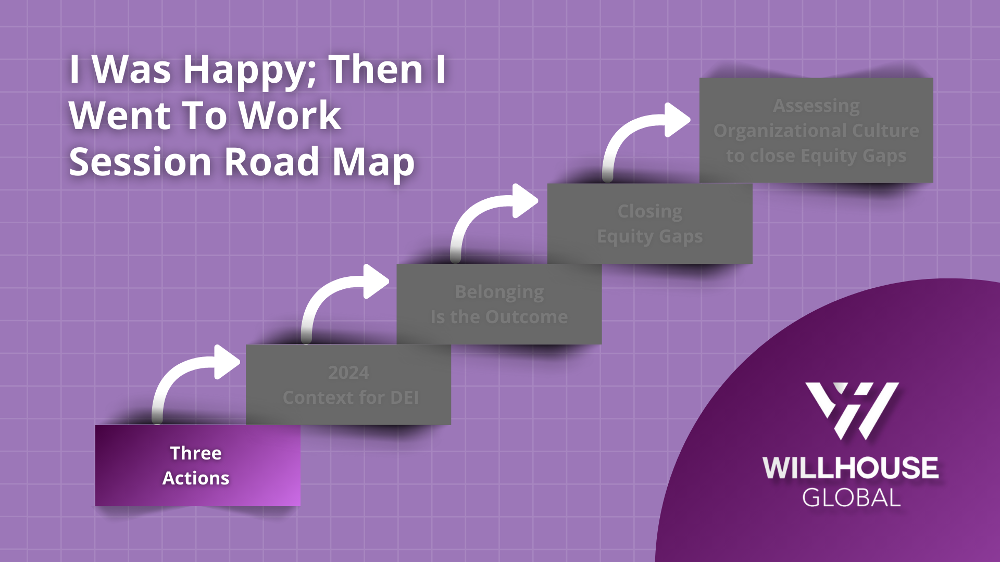 I Was Happy; Then I
Went To Work
Session Road Map
Assessing
Organizational Culture
to close Equity Gaps
Closing
Equity Gaps
Belonging
Is the Outcome
2024
Context for DEI
Three
Actions
WILLHOUSE
GLOBAL